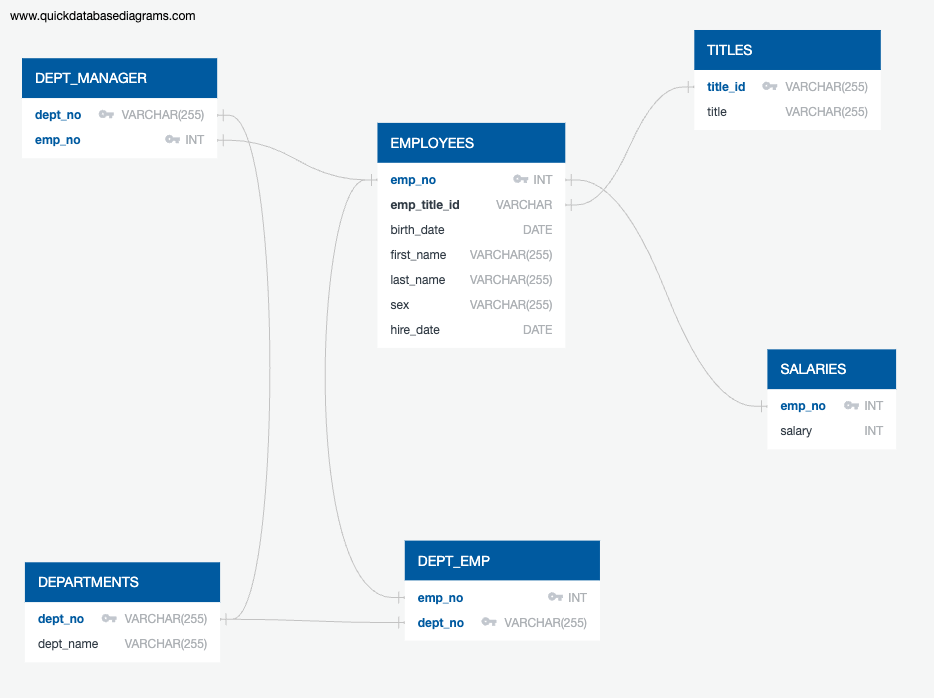 www.quickdatabasediagrams.com
DEPT_MANAGER
dept_no VARCHAR(255)
emp_no INT
EMPLOYEES
emp_no INT
emp_title_id VARCHAR
birth_date DATE
first_name VARCHAR(255)
last_name VARCHAR(255)
sex VARCHAR(255)
hire_date DATE
TITLES
title_id VARCHAR(255)
title VARCHAR(255)
SALARIES
emp_no INT
salary INT
DEPARTMENTS
dept_no VARCHAR(255)
dept_name VARCHAR(255)
DEPT_EMP
emp_no INT
dept_no VARCHAR(255)